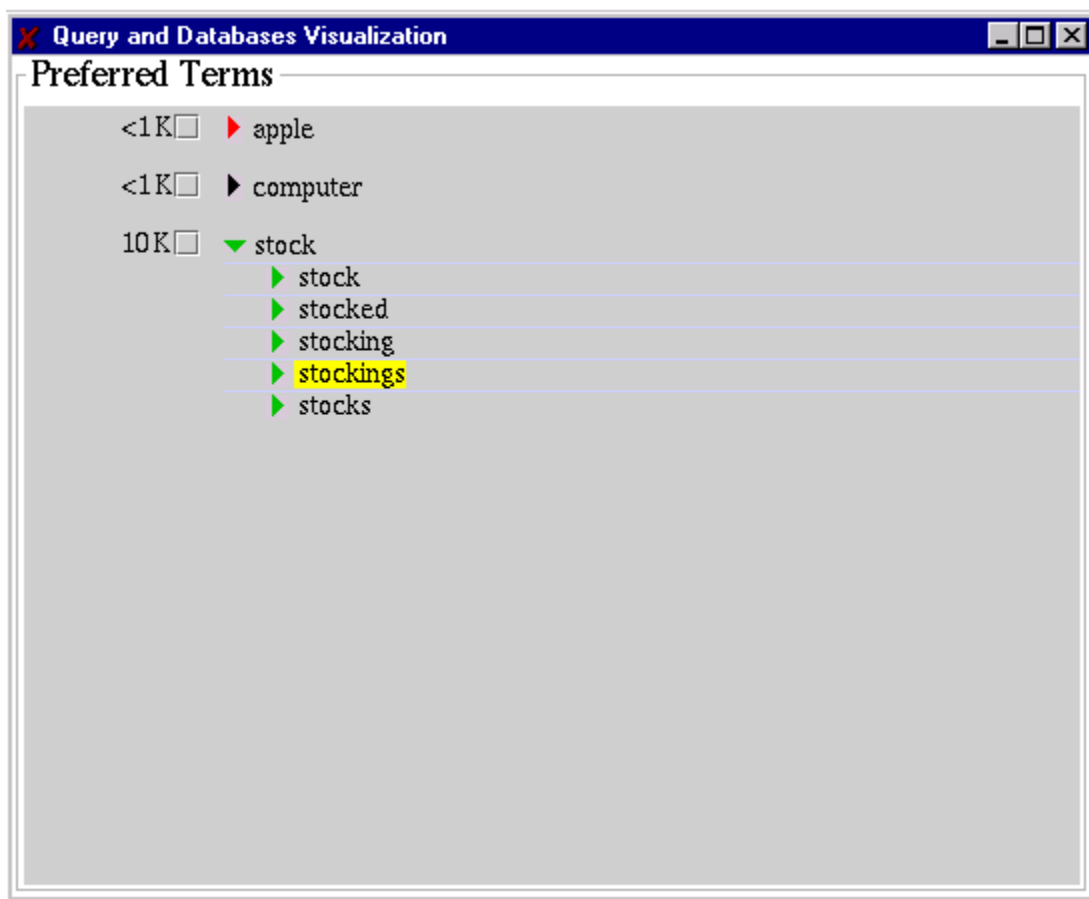 Query and Databases Visualization
Preferred Terms
<1K apple
<1K computer
10K stock
stock
stocked
stocking
stockings
stocks